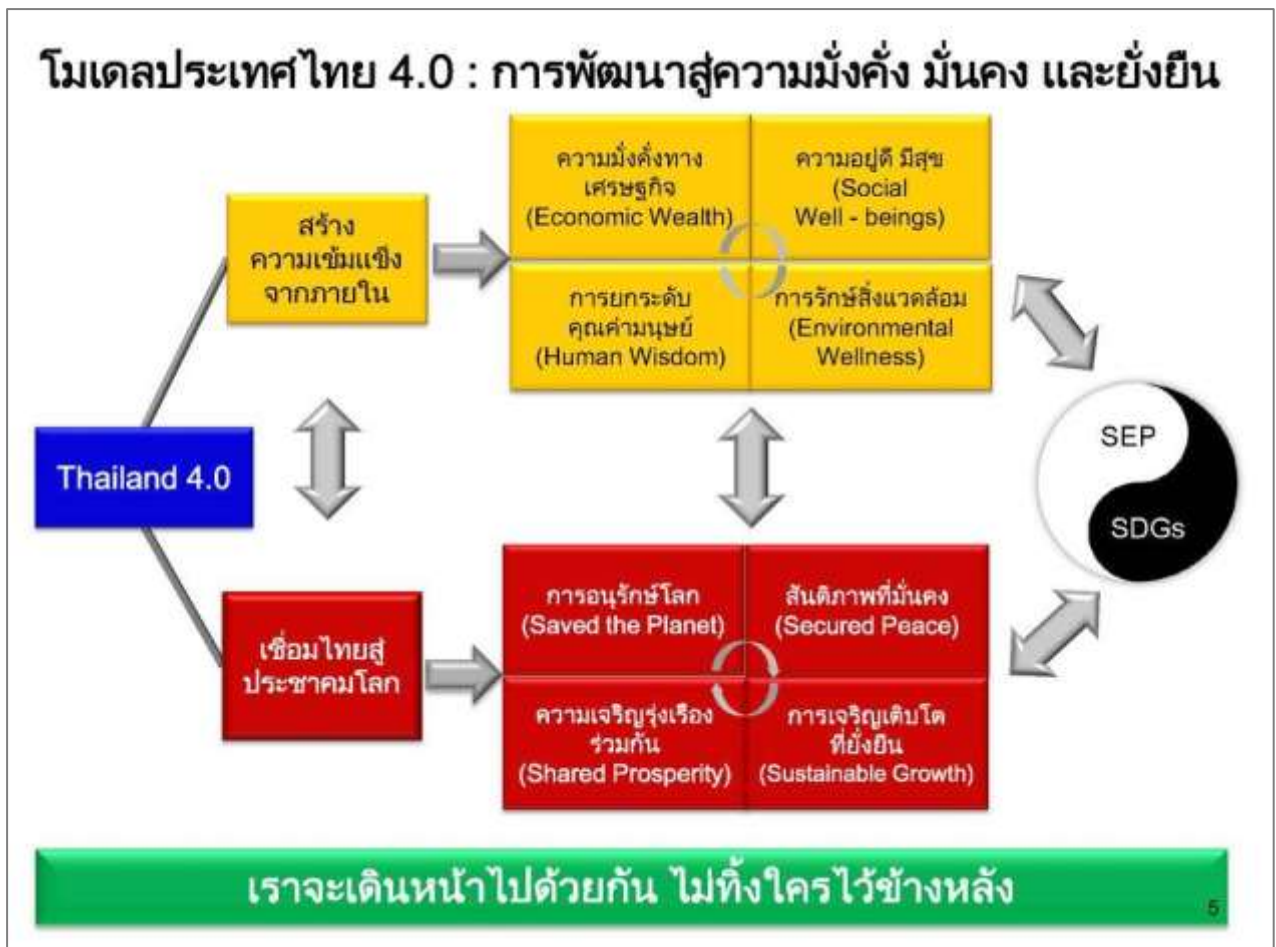 โมเดลประเทศไทย 4.0 : การพัฒนาสู่ความมั่งคั่ง มั่นคง และยั่งยืน
สร้าง
ความเข้มแข็ง
จากภายใน
ความมั่งคั่งทาง
เศรษฐกิจ
(Economic Wealth)
ความอยู่ดี มีสุข
(Social
Well - beings)
การยกระดับ
คุณค่ามนุษย์
(Human Wisdom)
การรักษ์สิ่งแวดล้อม
(Environmental
Wellness)
Thailand 4.0
SEP
SDGs
เชื่อมไทยสู่
ประชาคมโลก
การอนุรักษ์โลก
(Saved the Planet)
สันติภาพที่มั่นคง
(Secured Peace)
ความเจริญรุ่งเรือง
ร่วมกัน
(Shared Prosperity)
การเจริญเติบโต
ที่ยั่งยืน
(Sustainable Growth)
เราจะเดินหน้าไปด้วยกัน ไม่ทิ้งใครไว้ข้างหลัง
5